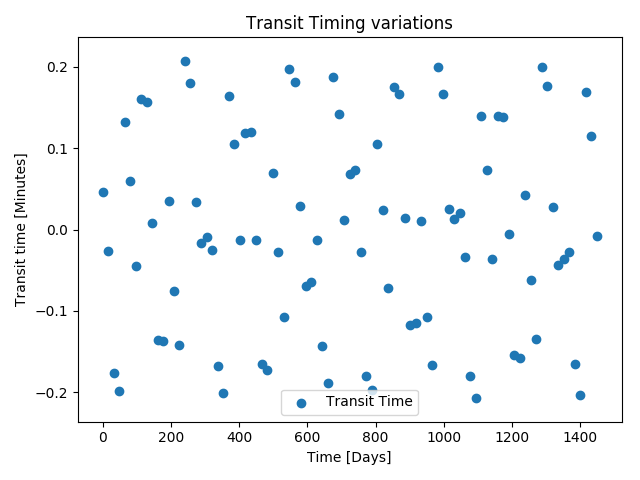 Transit Timing variations
Transit time [Minutes]
0.2
0.1
0.0
−0.1
−0.2
Transit Time
0 200 400 600 800 1000 1200 1400
Time [Days]